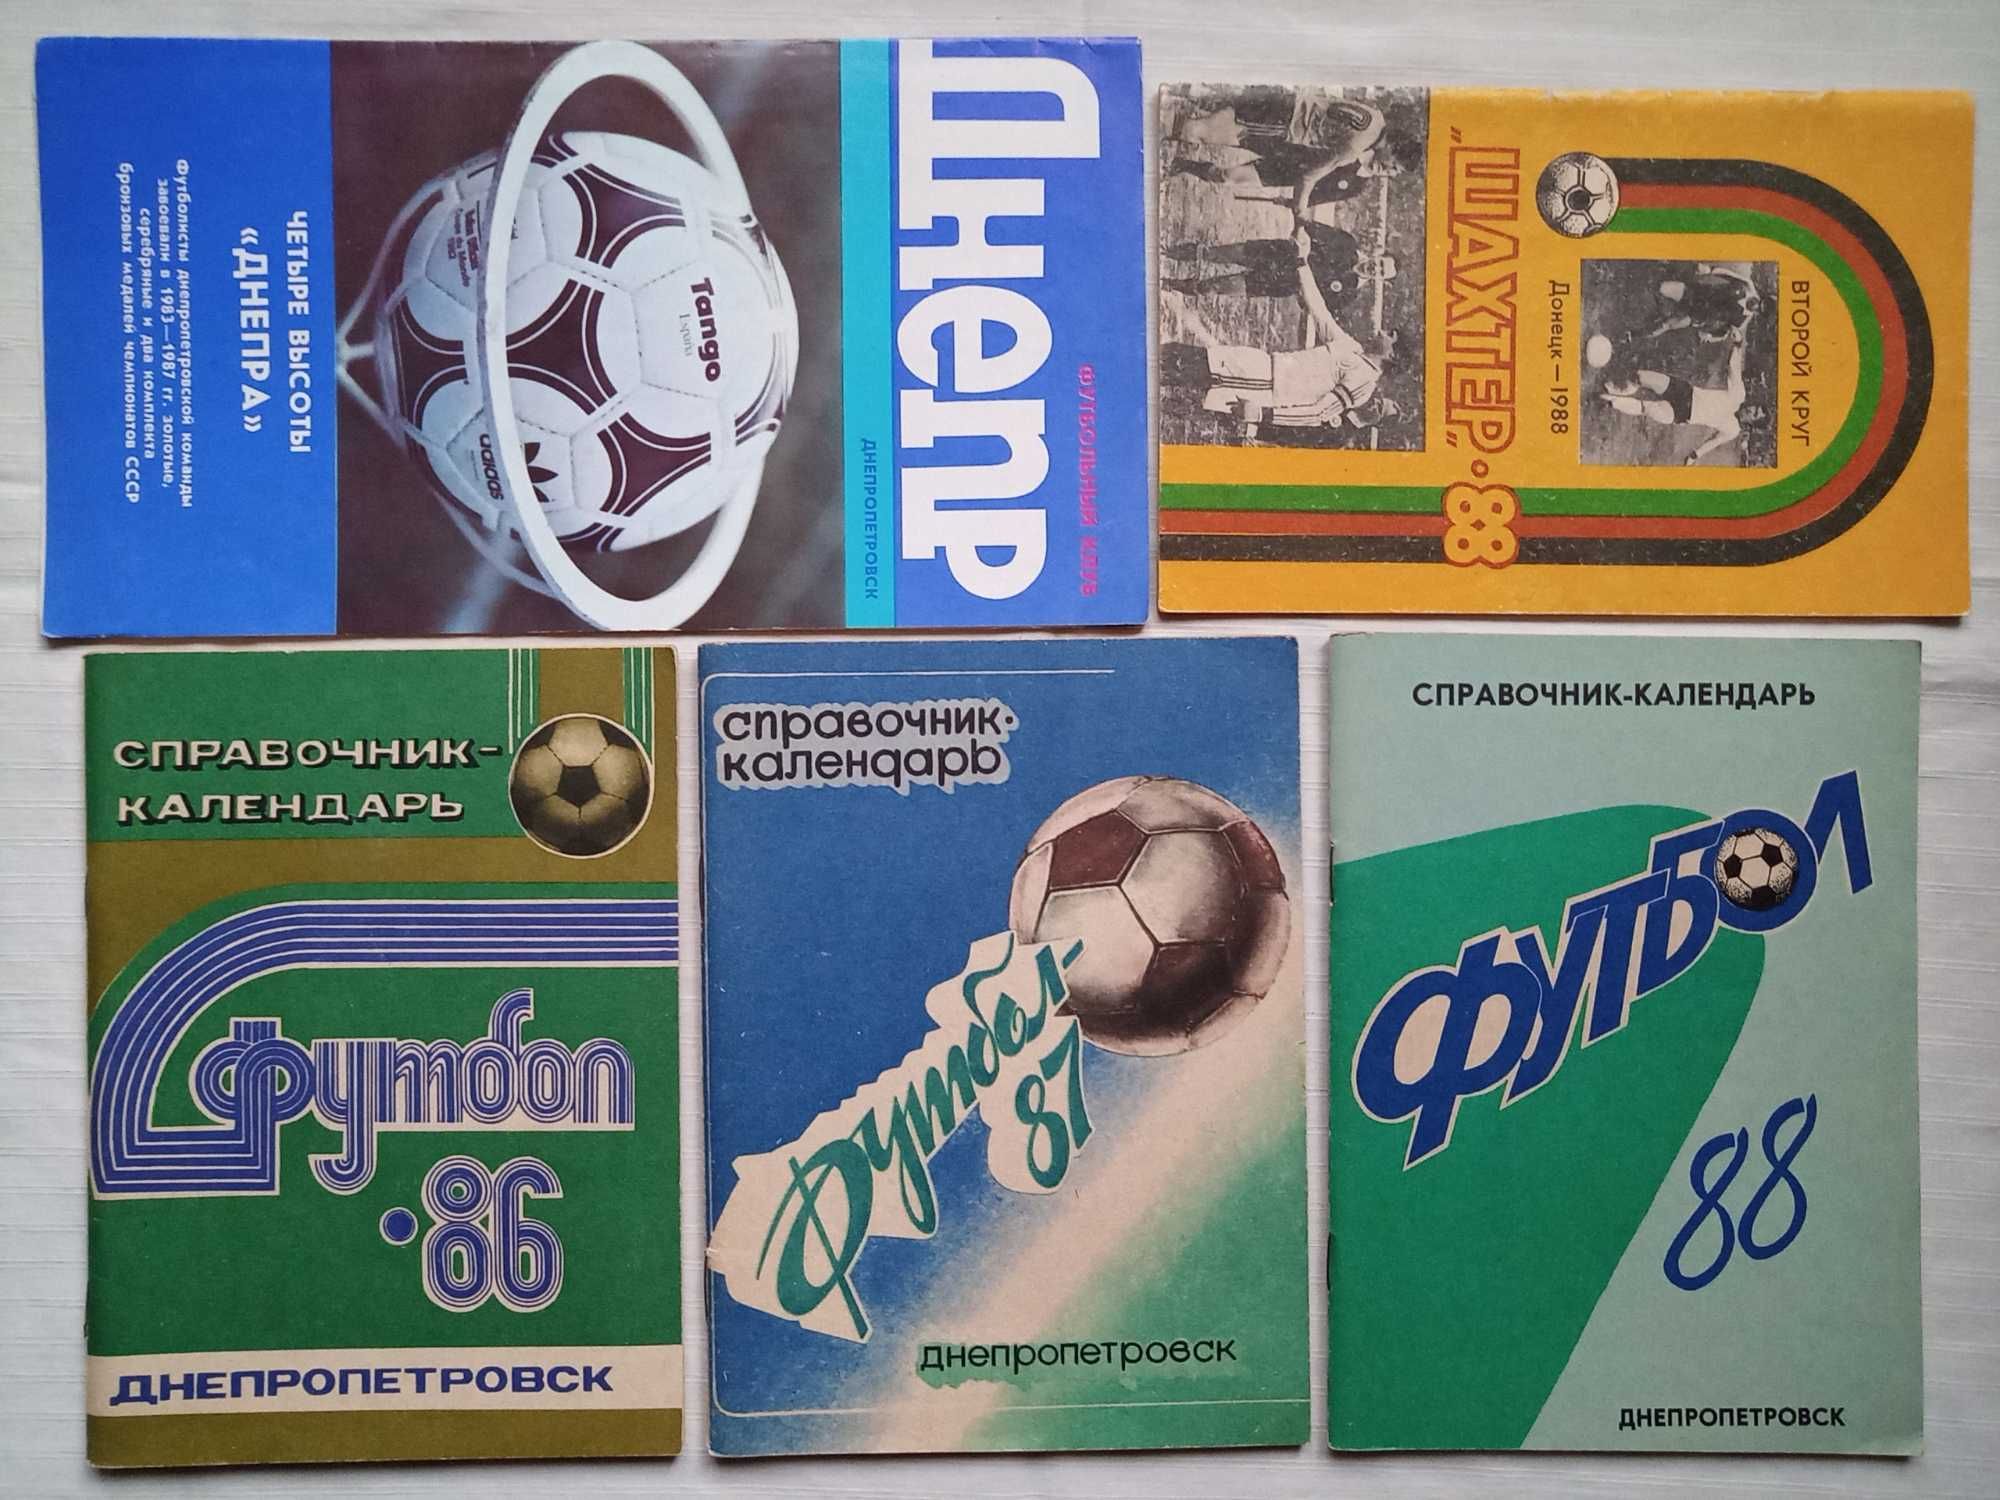 ФУТБОЛЬНЫЙ КЛУБ
Днепр
ДНЕПРОПЕТРОВСК
Tango
España
adidas
ЧЕТЫРЕ ВЫСОТЫ
«ДНЕПРА»
Футболисты днепропетровской команды
завоевали в 1983—1987 гг. золотые,
серебряные и два комплекта
бронзовых медалей чемпионатов СССР
ВТОРОЙ КРУГ
Донецк — 1988
„ШАХТЕР„•88
СПРАВОЧНИК-
КАЛЕНДАРЬ
Футбол
•86
ДНЕПРОПЕТРОВСК
справочник-
календарь
Футбол-
87
днепропетровск
СПРАВОЧНИК-КАЛЕНДАРЬ
ФУТБОЛ
88
ДНЕПРОПЕТРОВСК